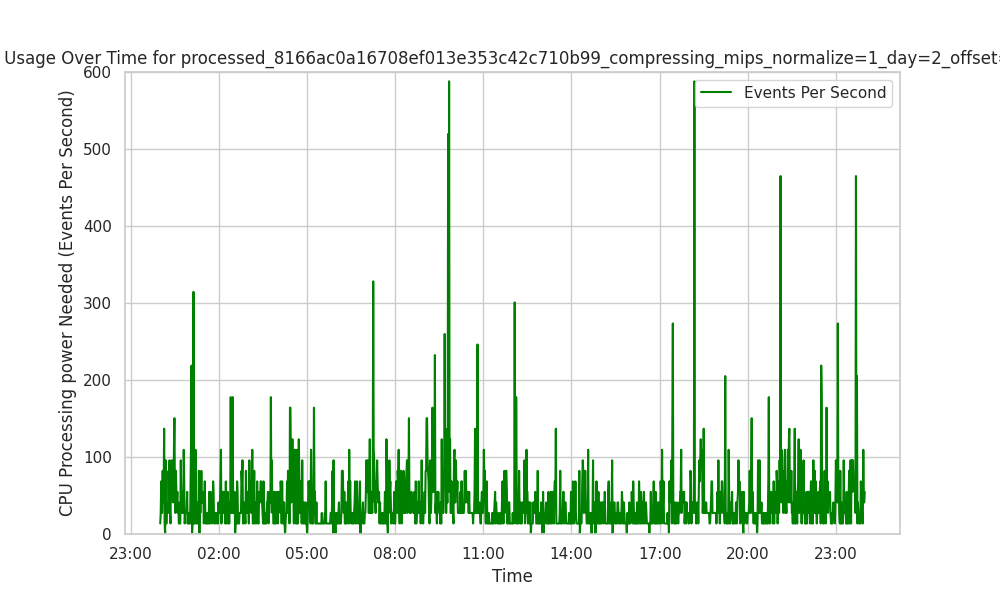 Usage Over Time for processed_8166ac0a16708ef013e353c42c710b99_compressing_mips_normalize=1_day=2_offset=
Events Per Second
CPU Processing power Needed (Events Per Second)
600
500
400
300
200
100
0
23:00 02:00 05:00 08:00 11:00 14:00 17:00 20:00 23:00
Time